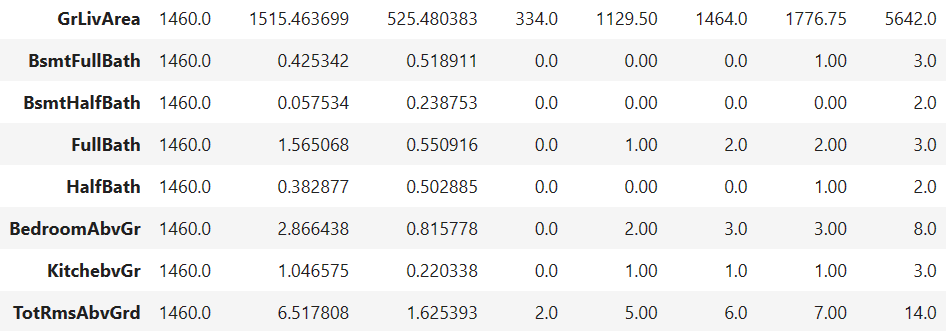 GrLivArea 1460.0 1515.463699 525.480383 334.0 1129.50 1464.0 1776.75 5642.0
BsmtFullBath 1460.0 0.425342 0.518911 0.0 0.00 0.0 1.00 3.0
BsmtHalfBath 1460.0 0.057534 0.238753 0.0 0.00 0.0 0.00 2.0
FullBath 1460.0 1.565068 0.550916 0.0 1.00 2.0 2.00 3.0
HalfBath 1460.0 0.382877 0.502885 0.0 0.00 0.0 1.00 2.0
BedroomAbvGr 1460.0 2.866438 0.815778 0.0 2.00 3.0 3.00 8.0
KitchebvGr 1460.0 1.046575 0.220338 0.0 1.00 1.0 1.00 3.0
TotRmsAbvGrd 1460.0 6.517808 1.625393 2.0 5.00 6.0 7.00 14.0